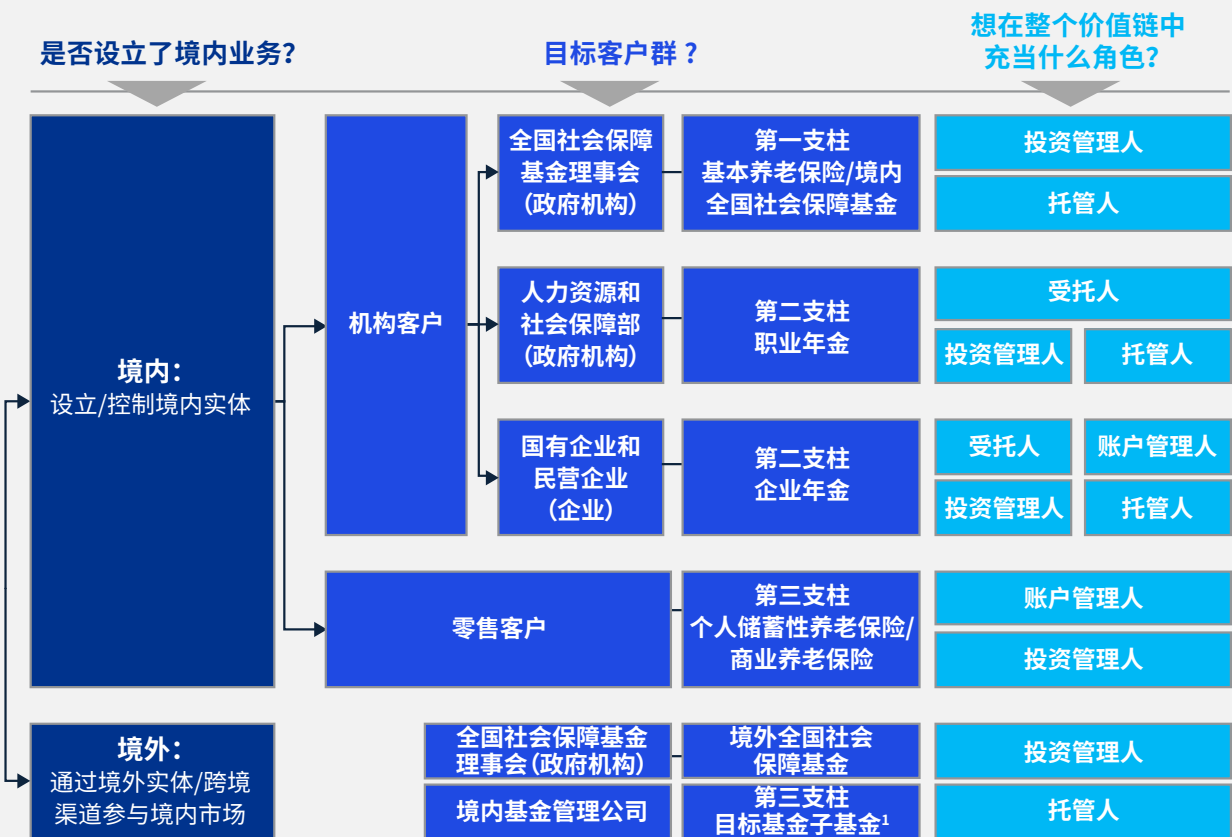 是否设立了境内业务？
目标客户群？
想在整个价值链中
充当什么角色？
境内：
设立/控制境内实体
机构客户
全国社会保障
基金理事会
（政府机构）
第一支柱
基本养老保险/境内
全国社会保障基金
投资管理人
托管人
人力资源和
社会保障部
（政府机构）
第二支柱
职业年金
受托人
投资管理人
托管人
国有企业和
民营企业
（企业）
第二支柱
企业年金
受托人
账户管理人
投资管理人
托管人
零售客户
第三支柱
个人储蓄性养老保险/
商业养老保险
账户管理人
投资管理人
境外：
通过境外实体/跨境
渠道参与境内市场
全国社会保障基金
理事会（政府机构）
境外全国社会
保障基金
投资管理人
境内基金管理公司
第三支柱
目标基金子基金¹
托管人